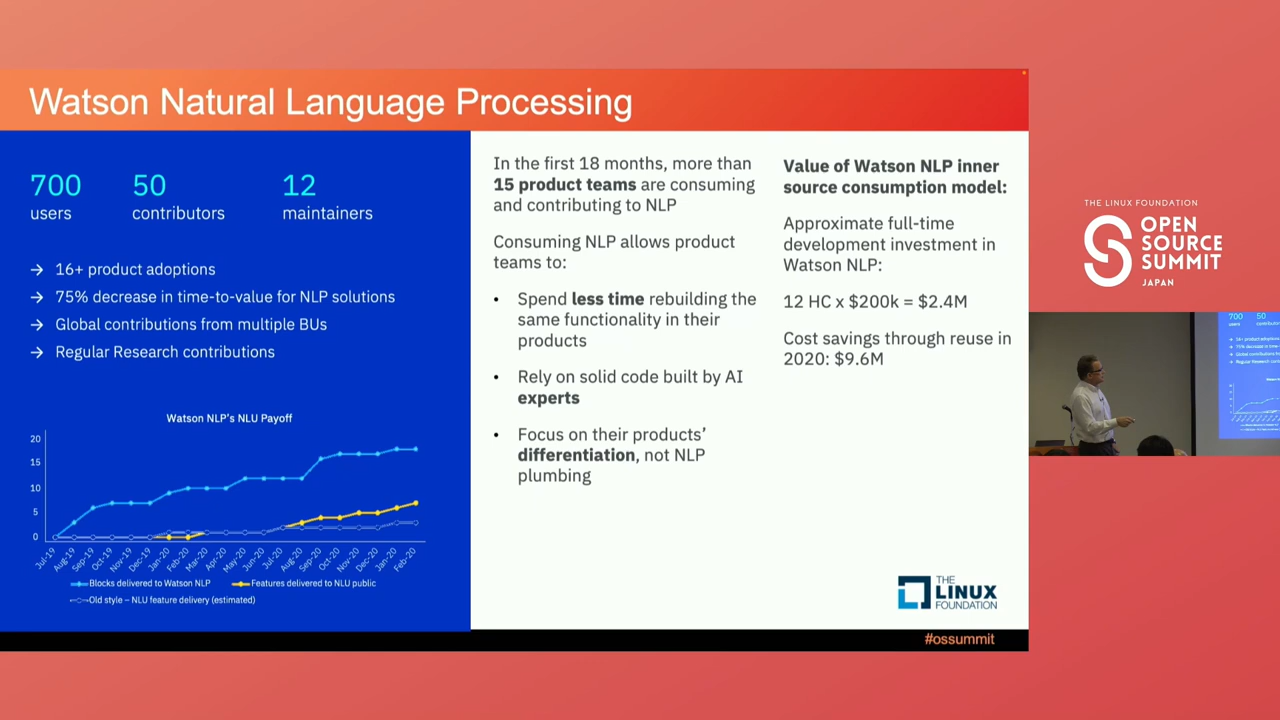 Watson Natural Language Processing
700
users
50
contributors
12
maintainers
→ 16+ product adoptions
→ 75% decrease in time-to-value for NLP solutions
→ Global contributions from multiple BUs
→ Regular Research contributions
Watson NLP's NLU Payoff
20
15
10
5
0
Jul-19
Aug-19
Sep-19
Oct-19
Nov-19
Dec-19
Jan-20
Feb-20
Mar-20
Apr-20
May-20
Jun-20
Jul-20
Aug-20
Sep-20
Oct-20
Nov-20
Dec-20
Jan-20
Feb-20
Blocks delivered to Watson NLP
Features delivered to NLU public
Old style – NLU feature delivery (estimated)
In the first 18 months, more than
15 product teams are consuming
and contributing to NLP
Consuming NLP allows product
teams to:
• Spend less time rebuilding the
same functionality in their
products
• Rely on solid code built by AI
experts
• Focus on their products’
differentiation, not NLP
plumbing
Value of Watson NLP inner
source consumption model:
Approximate full-time
development investment in
Watson NLP:
12 HC x $200k = $2.4M
Cost savings through reuse in
2020: $9.6M
THE
LINUX
FOUNDATION
#ossummit
THE LINUX FOUNDATION
OPEN
SOURCE
SUMMIT
JAPAN
700
50
users